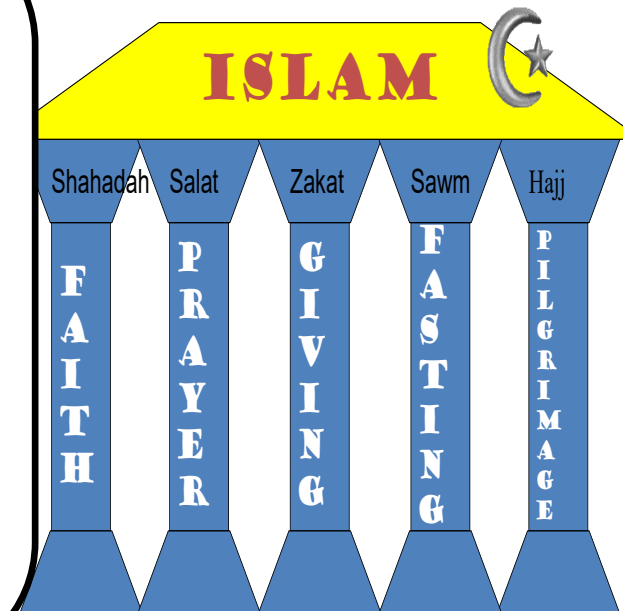 ISLAM
Shahadah Salat Zakat Sawm Hajj
FAITH
PRAYER
GIVING
FASTING
PILGRIMAGE